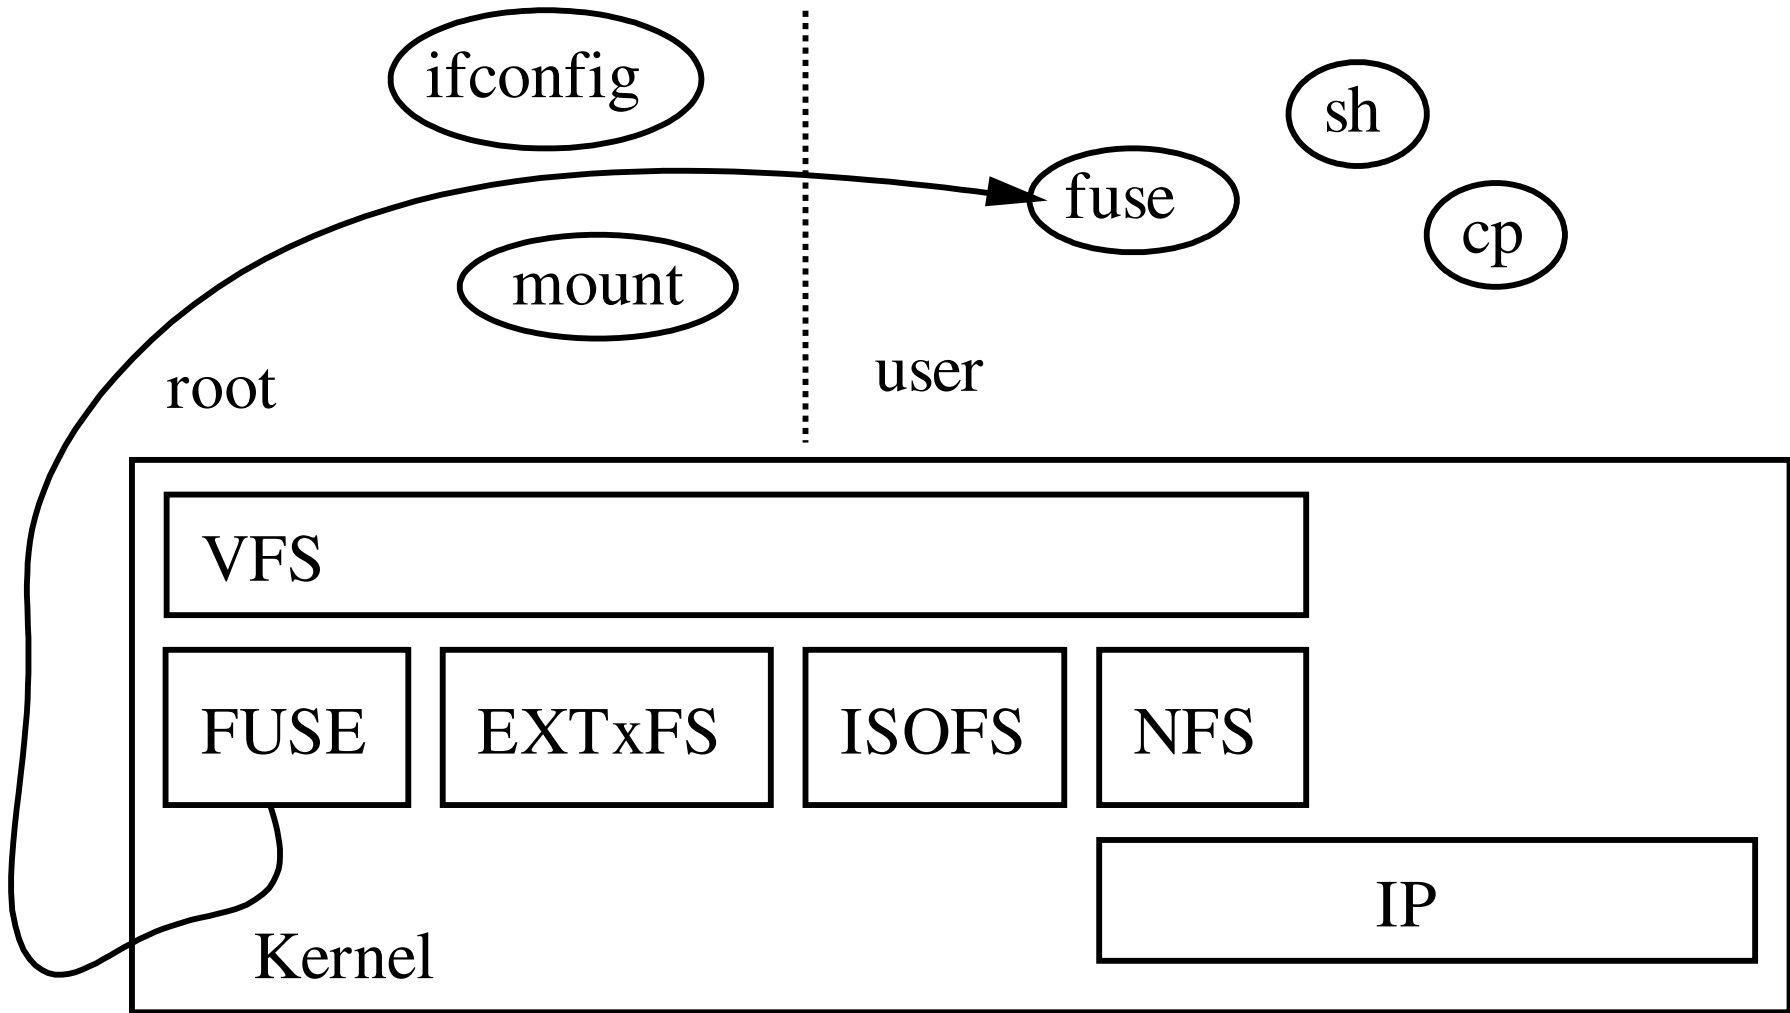 ifconfig
sh
fuse
cp
mount
root
user
VFS
FUSE
EXTxFS
ISOFS
NFS
IP
Kernel